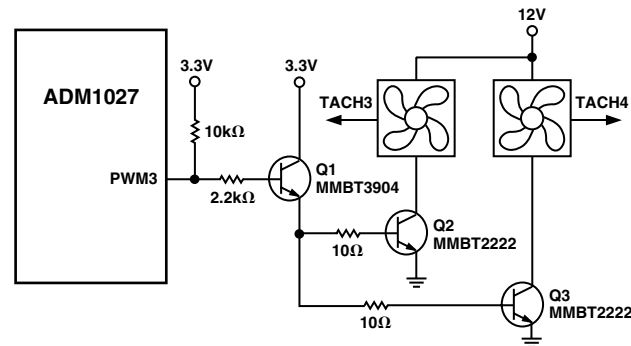 12V
3.3V
3.3V
ADM1027
TACH3
TACH4
10kΩ
Q1
MMBT3904
PWM3
2.2kΩ
Q2
MMBT2222
10Ω
Q3
MMBT2222
10Ω